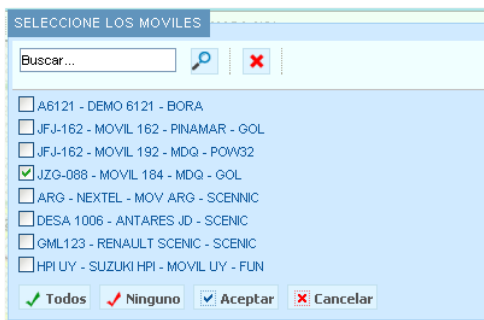 SELECCIONE LOS MOVILES
Buscar...
A6121 - DEMO 6121 - BORA
JFJ-162 - MOVIL 162 - PINAMAR - GOL
JFJ-162 - MOVIL 192 - MDQ - POW32
JZG-088 - MOVIL 184 - MDQ - GOL
ARG - NEXTEL - MOV ARG - SCENNIC
DESA 1006 - ANTARES JD - SCENIC
GML123 - RENAULT SCENIC - SCENIC
HPI UY - SUZUKI HPI - MOVIL UY - FUN
Todos Ninguno Aceptar Cancelar